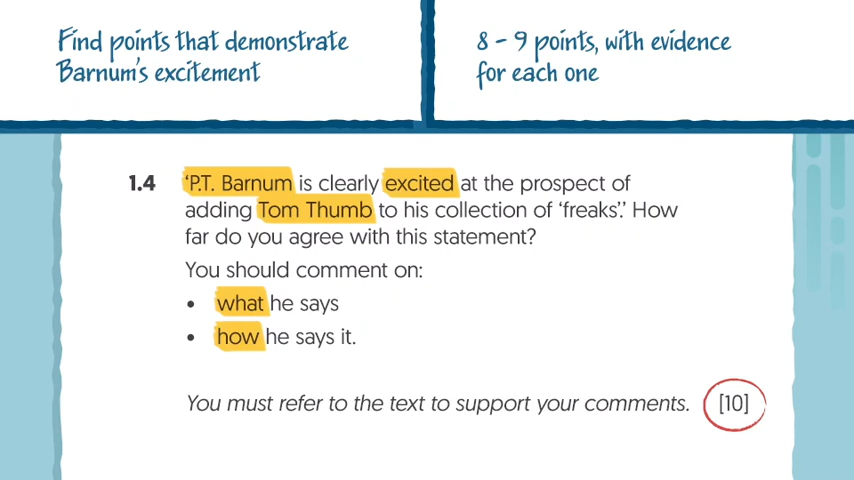 Find points that demonstrate
Barnum's excitement
8 – 9 points, with evidence
for each one
1.4 ‘P.T. Barnum is clearly excited at the prospect of
adding Tom Thumb to his collection of ‘freaks’.’ How
far do you agree with this statement?
You should comment on:
• what he says
• how he says it.
You must refer to the text to support your comments. [10]